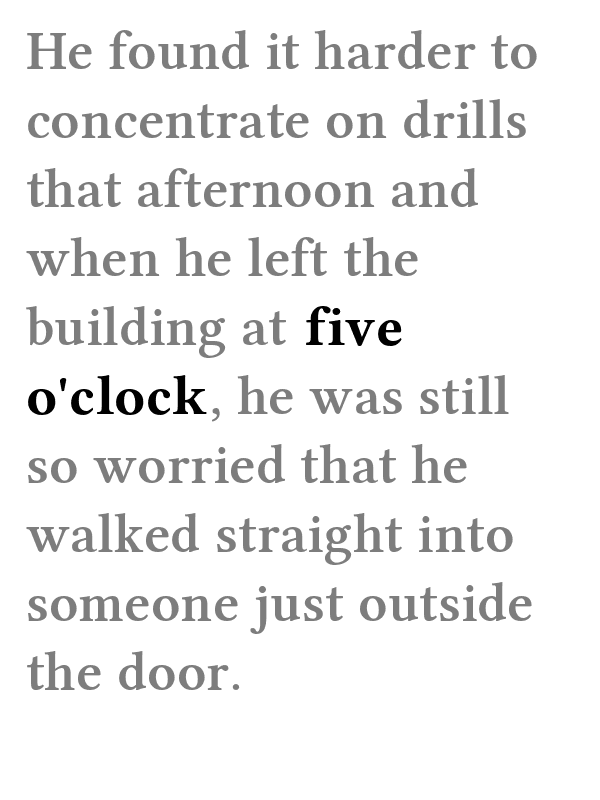 He found it harder to
concentrate on drills
that afternoon and
when he left the
building at five
o'clock, he was still
so worried that he
walked straight into
someone just outside
the door.